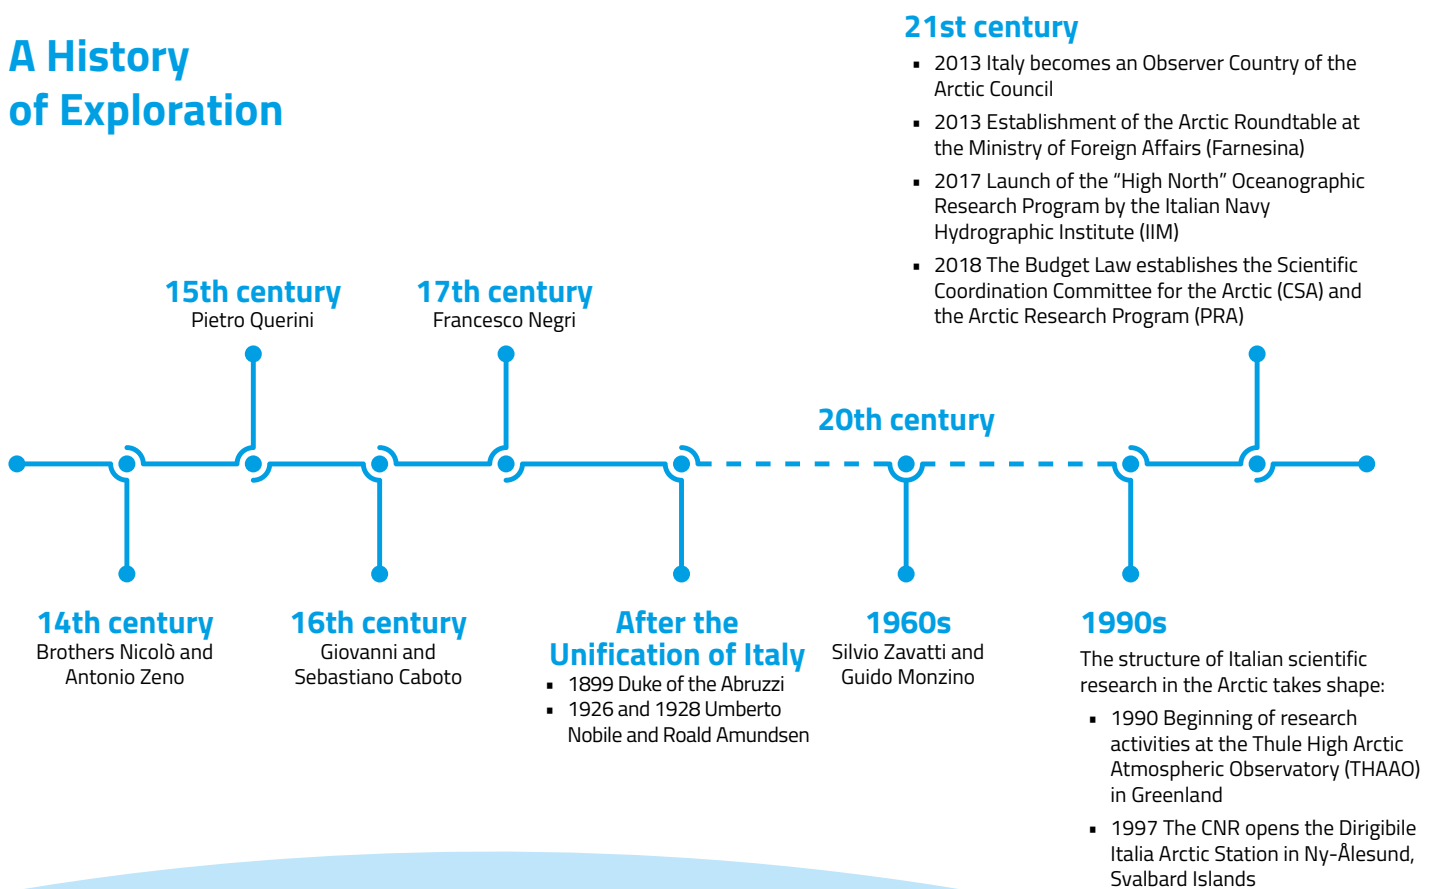 A History
of Exploration
21st century
▪ 2013 Italy becomes an Observer Country of the
Arctic Council
▪ 2013 Establishment of the Arctic Roundtable at
the Ministry of Foreign Affairs (Farnesina)
▪ 2017 Launch of the “High North” Oceanographic
Research Program by the Italian Navy
Hydrographic Institute (IIM)
▪ 2018 The Budget Law establishes the Scientific
Coordination Committee for the Arctic (CSA) and
the Arctic Research Program (PRA)
15th century
Pietro Querini
17th century
Francesco Negri
20th century
14th century
Brothers Nicolò and
Antonio Zeno
16th century
Giovanni and
Sebastiano Caboto
After the
Unification of Italy
▪ 1899 Duke of the Abruzzi
▪ 1926 and 1928 Umberto
Nobile and Roald Amundsen
1960s
Silvio Zavatti and
Guido Monzino
1990s
The structure of Italian scientific
research in the Arctic takes shape:
▪ 1990 Beginning of research
activities at the Thule High Arctic
Atmospheric Observatory (THAAO)
in Greenland
▪ 1997 The CNR opens the Dirigibile
Italia Arctic Station in Ny-Ålesund,
Svalbard Islands